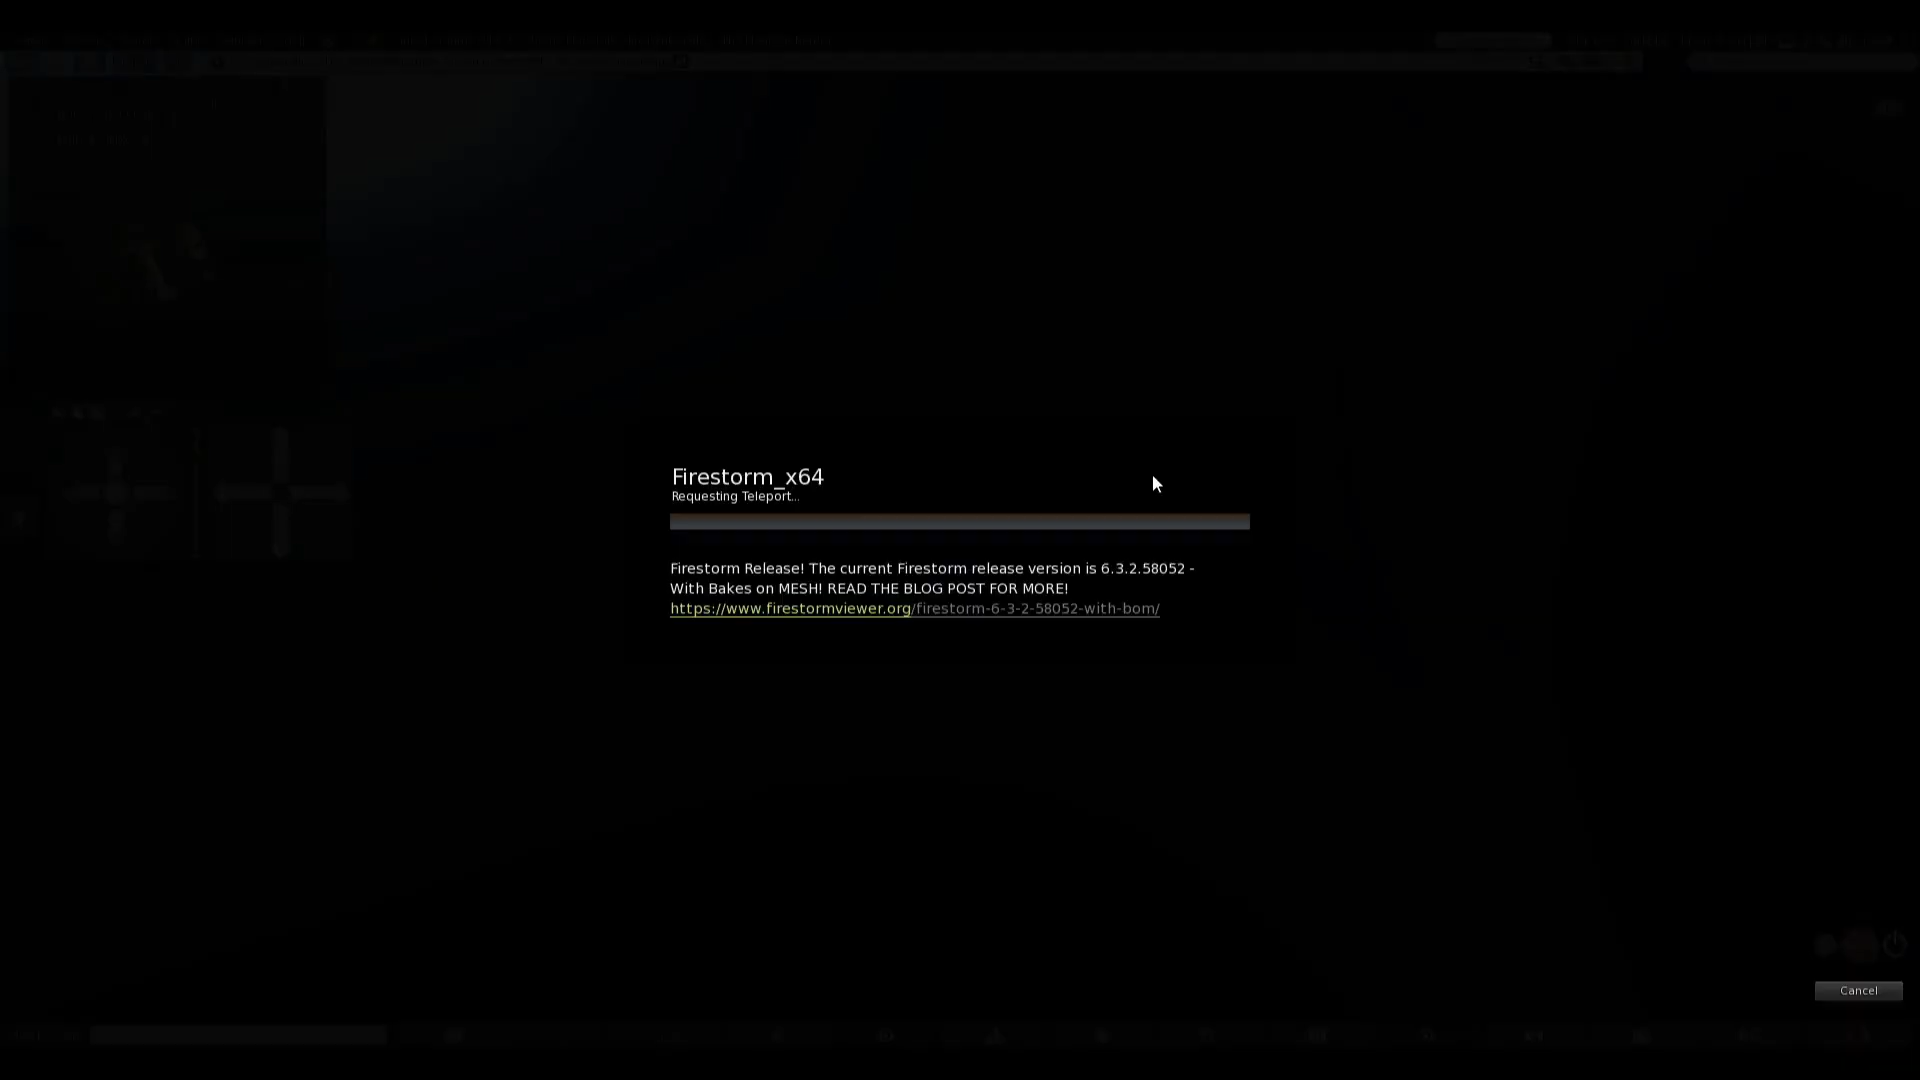 Firestorm_x64
Requesting Teleport...
Firestorm Release! The current Firestorm release version is 6.3.2.58052 -
With Bakes on MESH! READ THE BLOG POST FOR MORE!
https://www.firestormviewer.org/firestorm-6-3-2-58052-with-bom/
Cancel